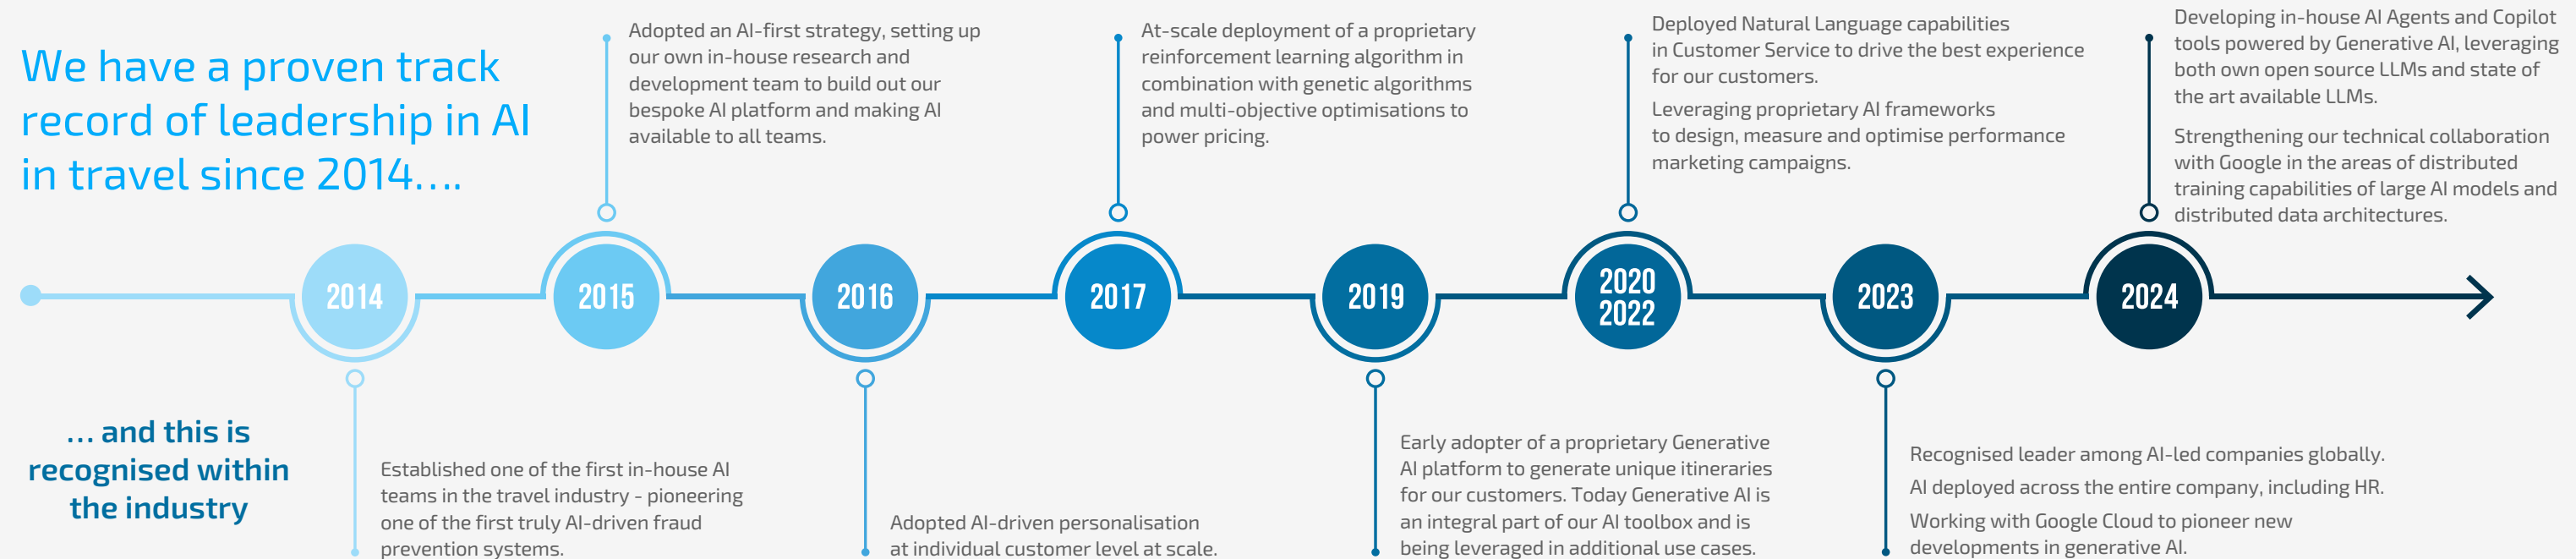 We have a proven track
record of leadership in AI
in travel since 2014….
Adopted an AI-first strategy, setting up
our own in-house research and
development team to build out our
bespoke AI platform and making AI
available to all teams.
At-scale deployment of a proprietary
reinforcement learning algorithm in
combination with genetic algorithms
and multi-objective optimisations to
power pricing.
Deployed Natural Language capabilities
in Customer Service to drive the best experience
for our customers.
Leveraging proprietary AI frameworks
to design, measure and optimise performance
marketing campaigns.
Developing in-house AI Agents and Copilot
tools powered by Generative AI, leveraging
both own open source LLMs and state of
the art available LLMs.
Strengthening our technical collaboration
with Google in the areas of distributed
training capabilities of large AI models and
distributed data architectures.
2014
2015
2016
2017
2019
2020
2022
2023
2024
… and this is
recognised within
the industry
Established one of the first in-house AI
teams in the travel industry - pioneering
one of the first truly AI-driven fraud
prevention systems.
Adopted AI-driven personalisation
at individual customer level at scale.
Early adopter of a proprietary Generative
AI platform to generate unique itineraries
for our customers. Today Generative AI is
an integral part of our AI toolbox and is
being leveraged in additional use cases.
Recognised leader among AI-led companies globally.
AI deployed across the entire company, including HR.
Working with Google Cloud to pioneer new
developments in generative AI.